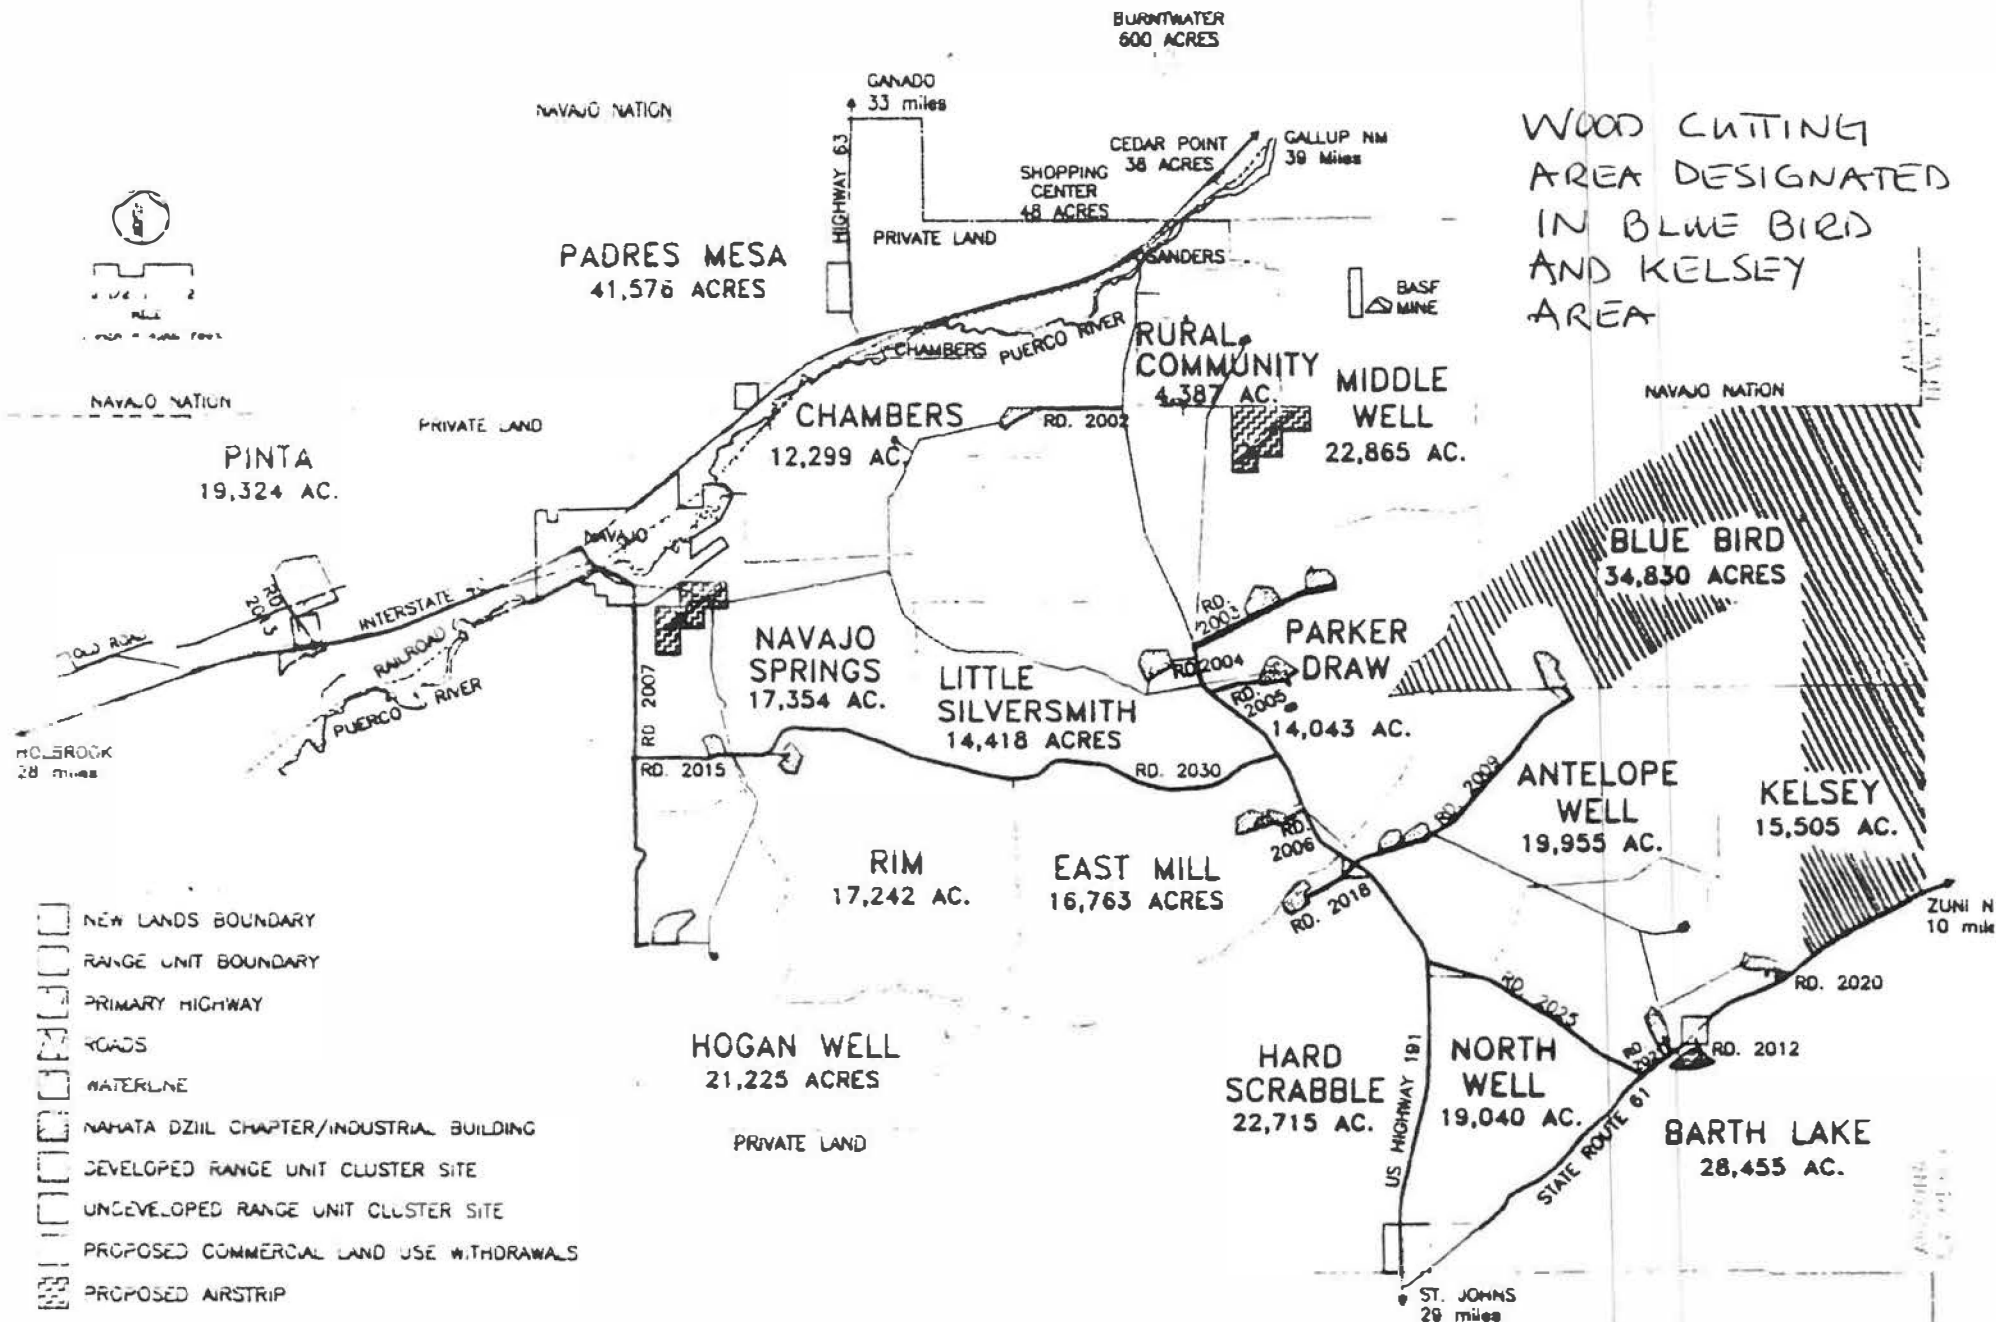 BURNTWATER
600 ACRES
GANADO
33 miles
NAVAJO NATION
HIGHWAY 63
CEDAR POINT
38 ACRES
GALLUP NM
39 Miles
SHOPPING
CENTER
48 ACRES
PRIVATE LAND
WOOD CUTTING
AREA DESIGNATED
IN BLUE BIRD
AND KELSEY
AREA
PADRES MESA
41,576 ACRES
SANDERS
BASE
MINE
CHAMBERS
PUERCO RIVER
RURAL
COMMUNITY
4,387 AC.
MIDDLE
WELL
22,865 AC.
NAVAJO NATION
NAVAJO NATION
PRIVATE LAND
PINTA
19,324 AC.
CHAMBERS
12,299 AC.
RD. 2002
NAVAJO
BLUE BIRD
34,830 ACRES
OLD ROAD
INTERSTATE
RAILROAD
PUERCO RIVER
HOLBROOK
28 miles
RD 2007
NAVAJO
SPRINGS
17,354 AC.
LITTLE
SILVERSMITH
14,418 ACRES
RD. 2003
RD. 2004
RD. 2005
PARKER
DRAW
14,043 AC.
RD. 2015
RD. 2030
RD. 2009
ANTELOPE
WELL
19,955 AC.
KELSEY
15,505 AC.
RIM
17,242 AC.
EAST MILL
16,763 ACRES
RD. 2006
RD. 2018
ZUNI
10
RD. 2020
RD. 2025
RD. 2012
HOGAN WELL
21,225 ACRES
PRIVATE LAND
HARD
SCRABBLE
22,715 AC.
US HIGHWAY 191
NORTH
WELL
19,040 AC.
STATE ROUTE 61
BARTH LAKE
28,455 AC.
ST. JOHNS
29 miles
NEW LANDS BOUNDARY
RANGE UNIT BOUNDARY
PRIMARY HIGHWAY
ROADS
WATERLINE
NAHATA DZIIL CHAPTER/INDUSTRIAL BUILDING
DEVELOPED RANGE UNIT CLUSTER SITE
UNDEVELOPED RANGE UNIT CLUSTER SITE
PROPOSED COMMERCIAL LAND USE WITHDRAWALS
PROPOSED AIRSTRIP